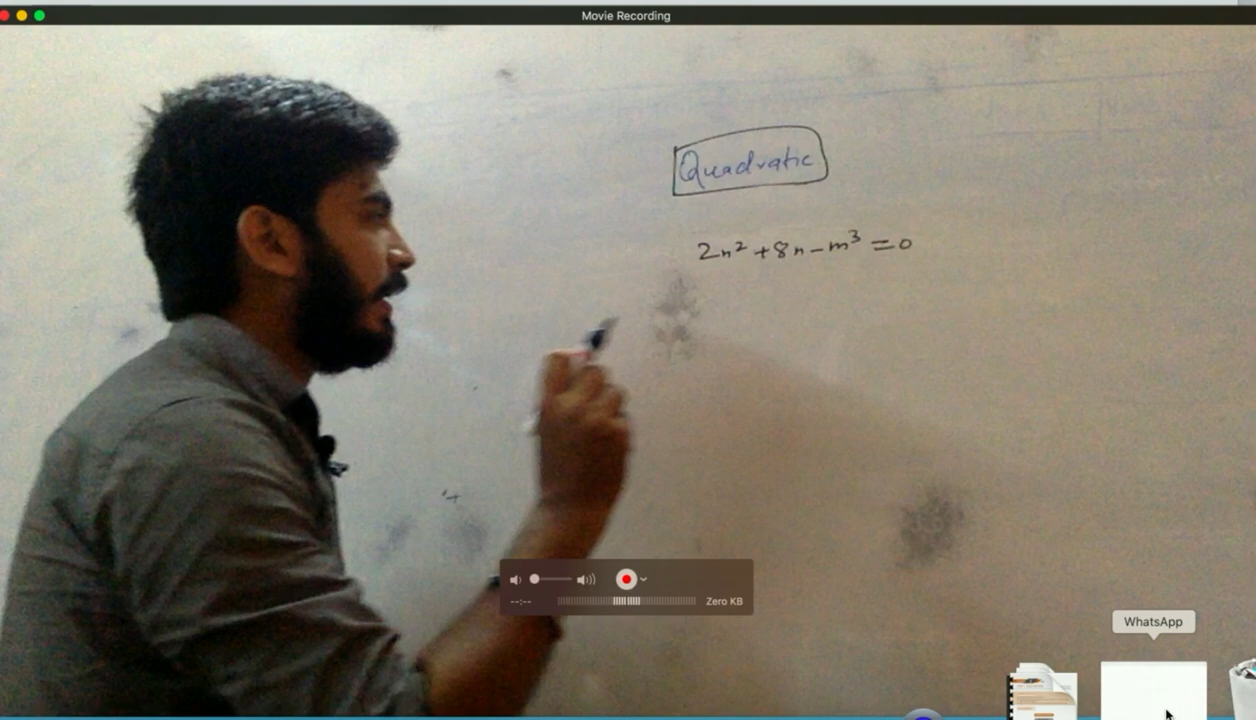 Movie Recording
Quadratic
2n² + 8n - m³ = 0
--:--
Zero KB
WhatsApp